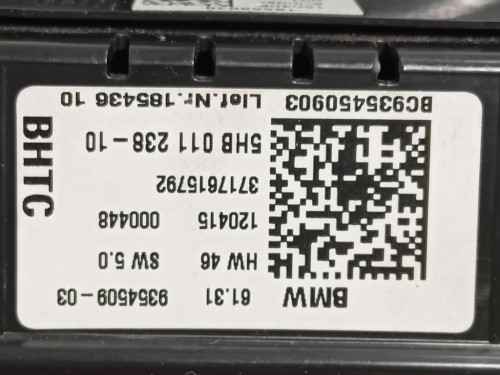 BMW 61.31 9354509-03
HW 46 SW 5.0
120415 000448
3717615792
5HB 011 238-10
BC935450903 Lief.Nr.185436 10
BHTC